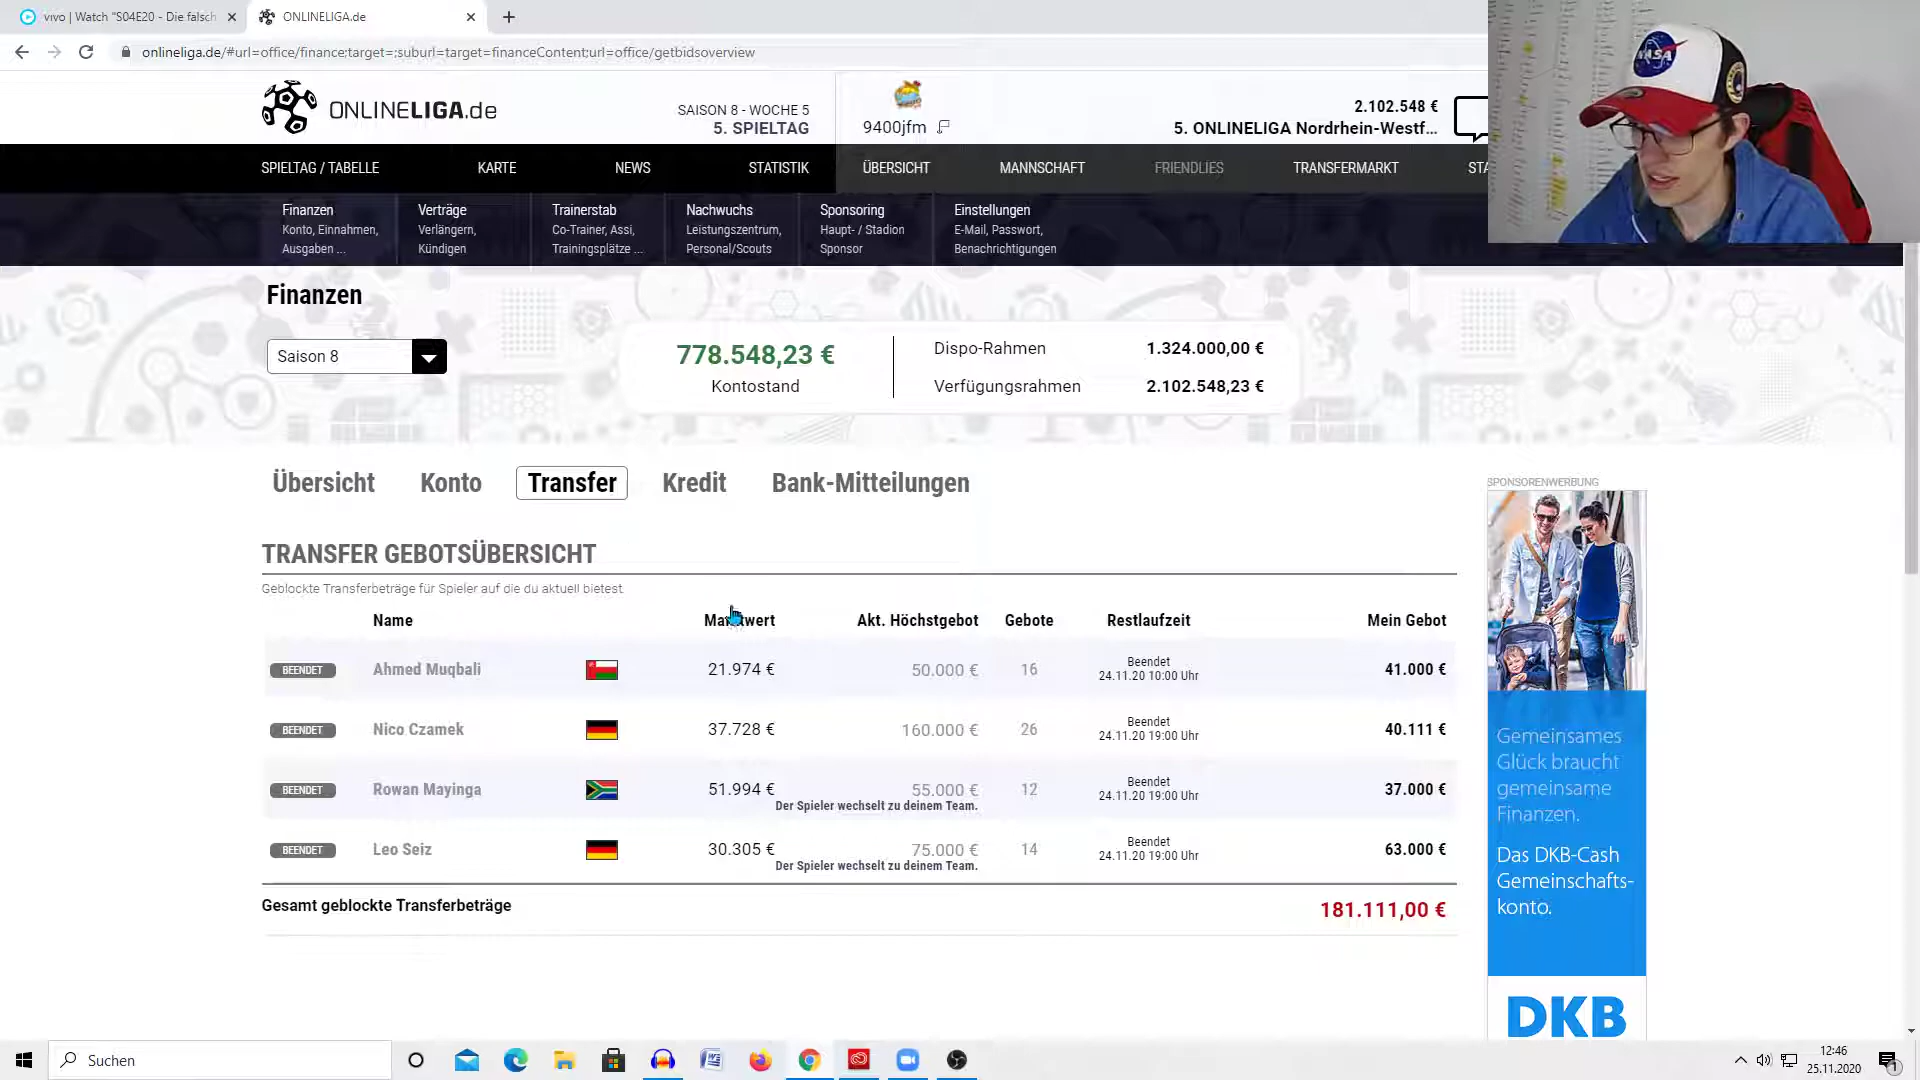 vivo | Watch "S04E20 - Die falsch
ONLINELIGA.de
onlineliga.de/#url=office/finance;target=;suburl=target=financeContent;url=office/getbidsoverview
NASA
ONLINELIGA.de
SAISON 8 - WOCHE 5
5. SPIELTAG
9400jfm
2.102.548 €
5. ONLINELIGA Nordrhein-Westf...
SPIELTAG / TABELLE KARTE NEWS STATISTIK ÜBERSICHT MANNSCHAFT FRIENDLIES TRANSFERMARKT STA
Finanzen
Konto, Einnahmen,
Ausgaben ...
Verträge
Verlängern,
Kündigen
Trainerstab
Co-Trainer, Assi,
Trainingsplätze ...
Nachwuchs
Leistungszentrum,
Personal/Scouts
Sponsoring
Haupt- / Stadion
Sponsor
Einstellungen
E-Mail, Passwort,
Benachrichtigungen
Finanzen
Saison 8
778.548,23 €
Kontostand
Dispo-Rahmen 1.324.000,00 €
Verfügungsrahmen 2.102.548,23 €
Übersicht Konto Transfer Kredit Bank-Mitteilungen
TRANSFER GEBOTSÜBERSICHT
Geblockte Transferbeträge für Spieler auf die du aktuell bietest.
Name Akt. Höchstgebot Gebote Restlaufzeit Mein Gebot
BEENDET Ahmed Muqbali 21.974 € 50.000 € 16 Beendet 41.000 €
24.11.20 10:00 Uhr
BEENDET Nico Czamek 37.728 € 160.000 € 26 Beendet 40.111 €
24.11.20 19:00 Uhr
BEENDET Rowan Mayinga 51.994 € 55.000 € 12 Beendet 37.000 €
24.11.20 19:00 Uhr
Der Spieler wechselt zu deinem Team.
BEENDET Leo Seiz 30.305 € 75.000 € 14 Beendet 63.000 €
24.11.20 19:00 Uhr
Der Spieler wechselt zu deinem Team.
Gesamt geblockte Transferbeträge 181.111,00 €
SPONSORENWERBUNG
Gemeinsames
Glück braucht
gemeinsame
Finanzen.
Das DKB-Cash
Gemeinschafts-
konto.
DKB
Suchen
12:46
25.11.2020
1